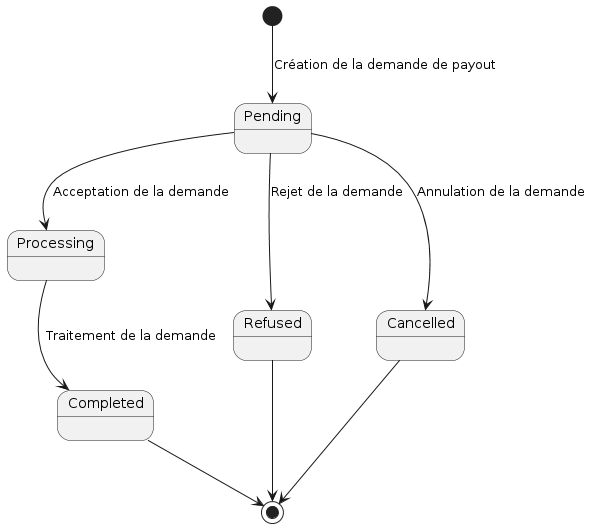 Création de la demande de payout
Pending
Acceptation de la demande
Rejet de la demande
Annulation de la demande
Processing
Refused
Cancelled
Traitement de la demande
Completed